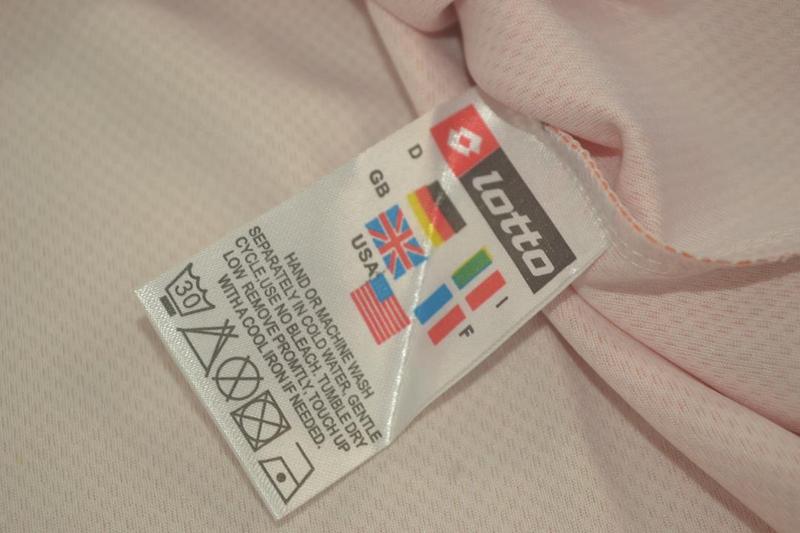 lotto
D
GB
I
USA
F
HAND OR MACHINE WASH
SEPARATELY IN COLD WATER, GENTLE
CYCLE. USE NO BLEACH. TUMBLE DRY
LOW REMOVE PROMTLY. TOUCH UP
WITH A COOL IRON IF NEEDED.
30